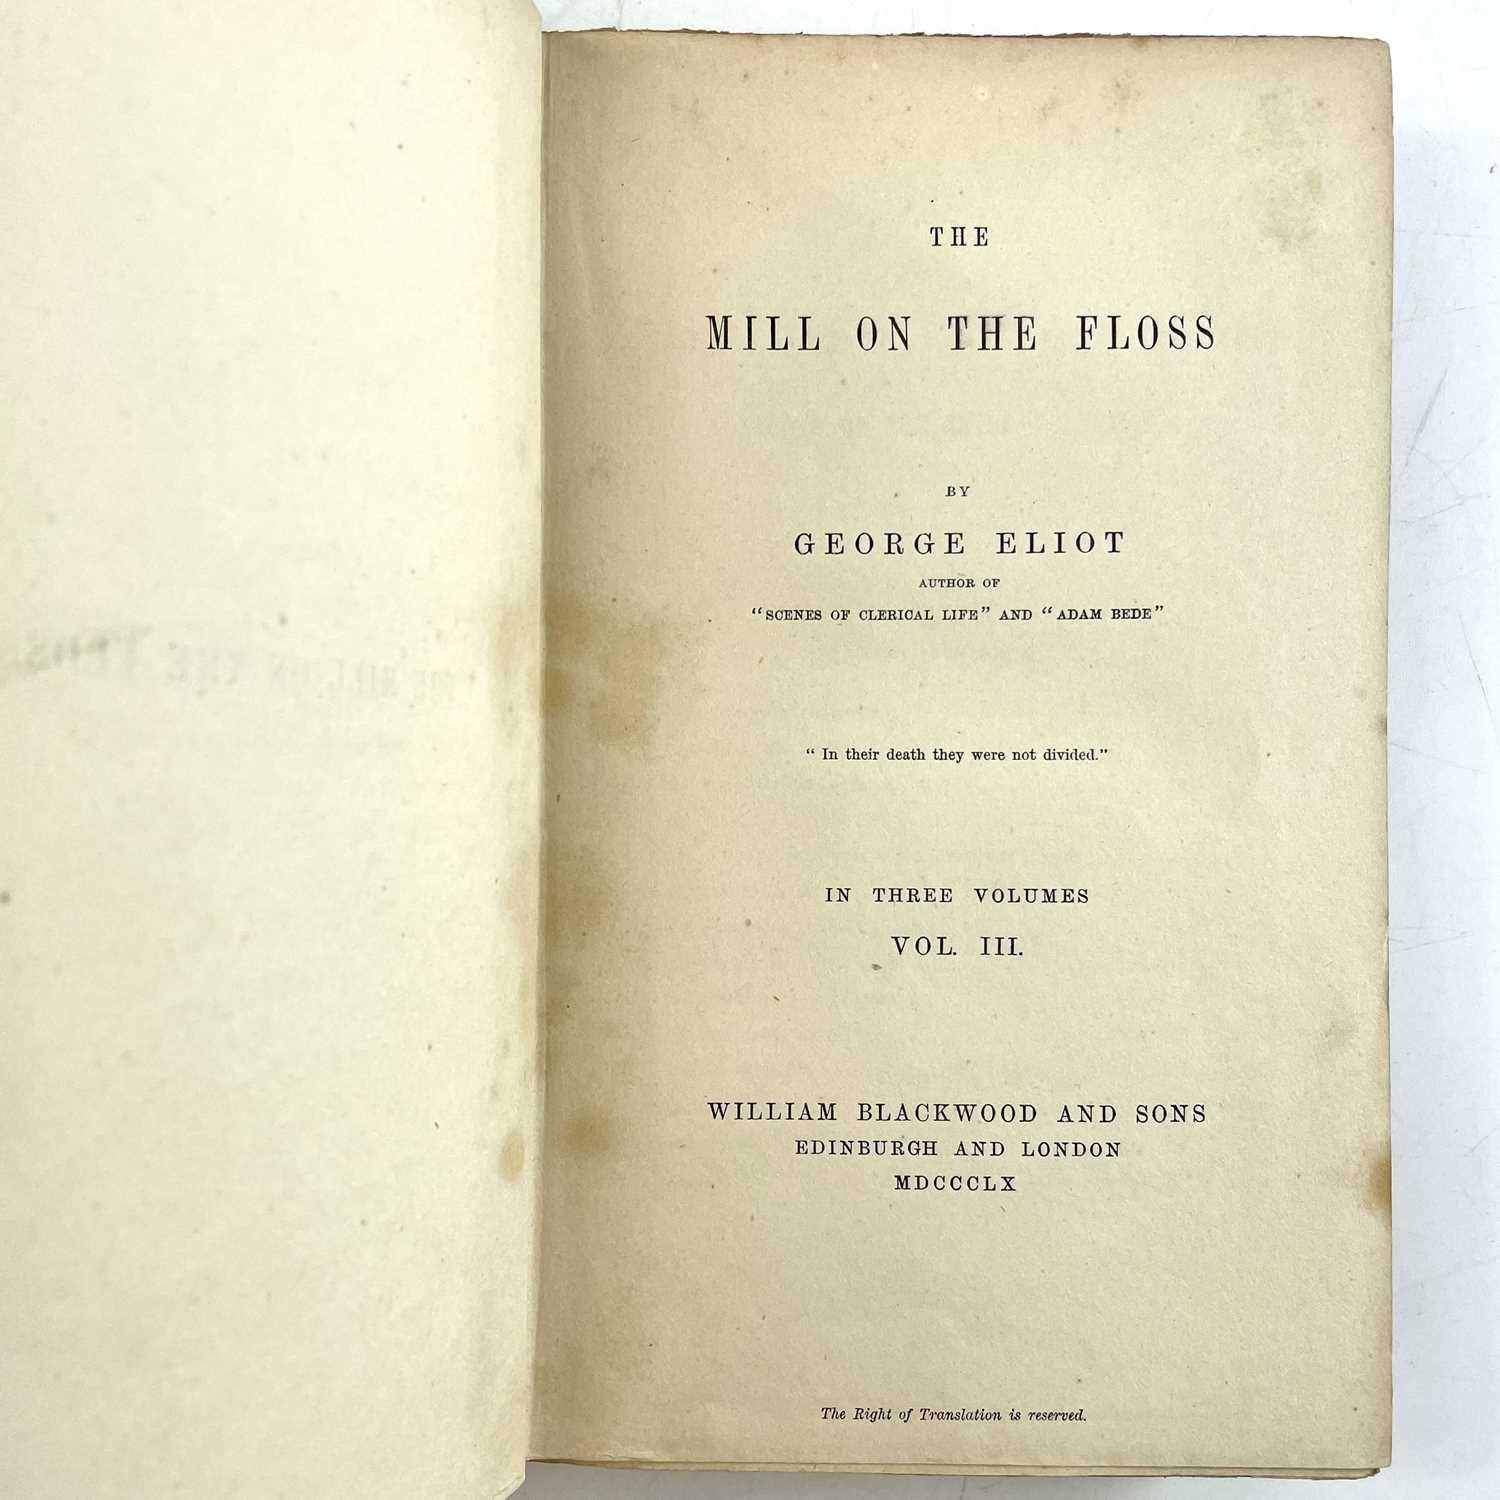 THE
MILL ON THE FLOSS
BY
GEORGE ELIOT
AUTHOR OF
"SCENES OF CLERICAL LIFE" AND "ADAM BEDE"
"In their death they were not divided."
IN THREE VOLUMES
VOL. III.
WILLIAM BLACKWOOD AND SONS
EDINBURGH AND LONDON
MDCCCLX
The Right of Translation is reserved.